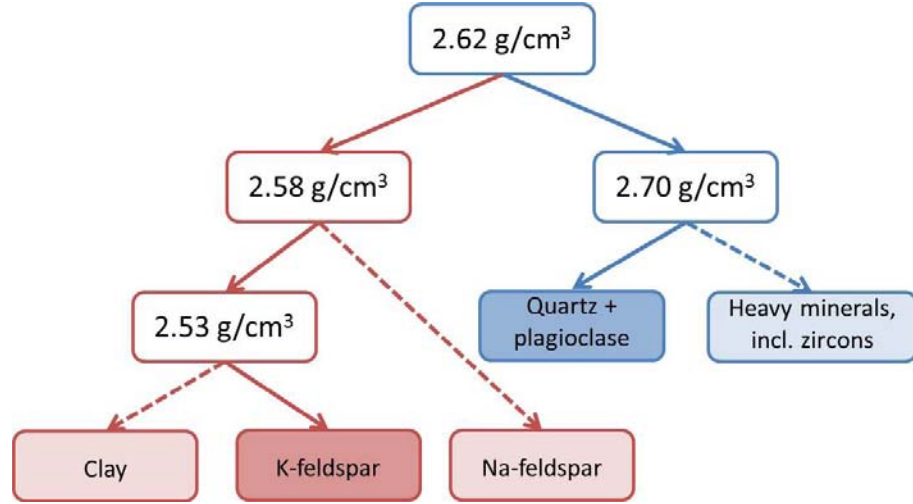 2.62 g/cm³
2.58 g/cm³
2.70 g/cm³
2.53 g/cm³
Quartz +
plagioclase
Heavy minerals,
incl. zircons
Clay
K-feldspar
Na-feldspar